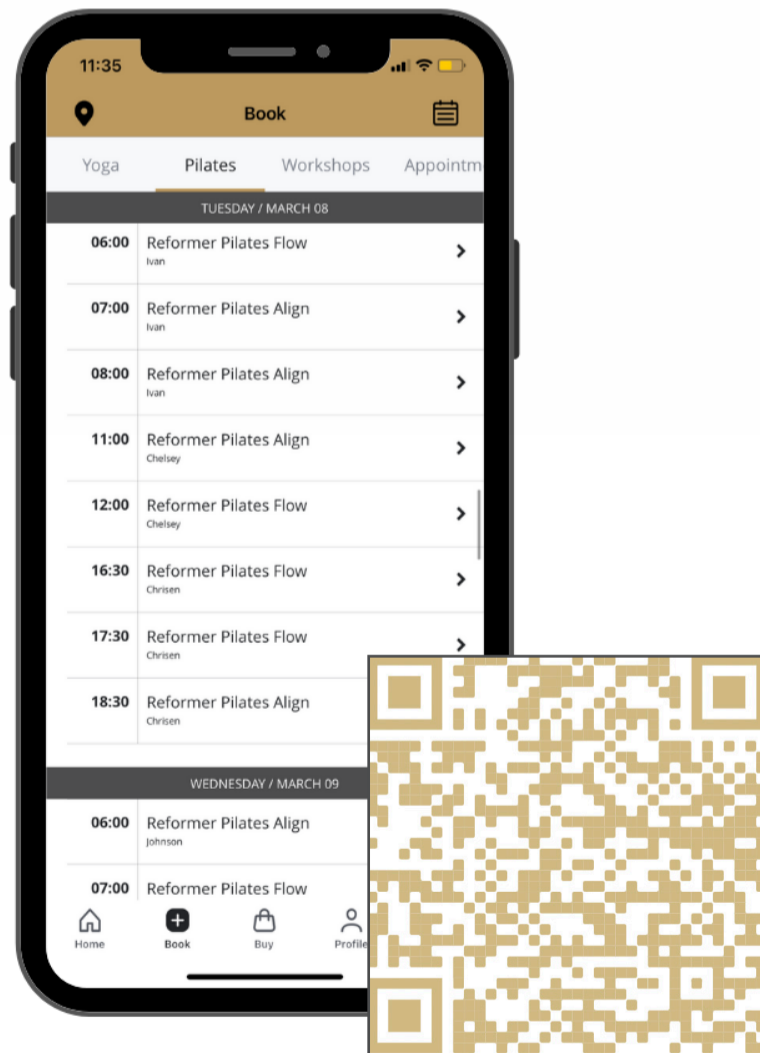 11:35
Book
Yoga Pilates Workshops Appointm
TUESDAY / MARCH 08
06:00 Reformer Pilates Flow
Ivan
07:00 Reformer Pilates Align
Ivan
08:00 Reformer Pilates Align
Ivan
11:00 Reformer Pilates Align
Chelsey
12:00 Reformer Pilates Flow
Chelsey
16:30 Reformer Pilates Flow
Chrisen
17:30 Reformer Pilates Flow
Chrisen
18:30 Reformer Pilates Align
Chrisen
WEDNESDAY / MARCH 09
06:00 Reformer Pilates Align
Johnson
07:00 Reformer Pilates Flow
Home Book Buy Profile